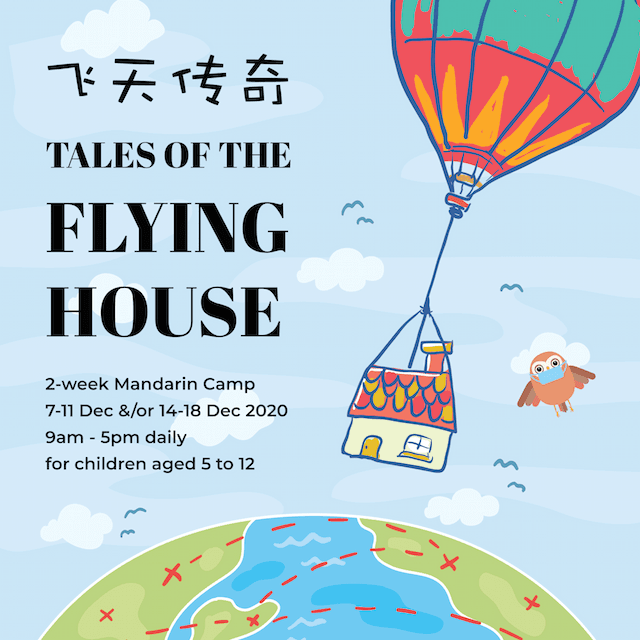 飞天传奇
TALES OF THE
FLYING
HOUSE
2-week Mandarin Camp
7-11 Dec &/or 14-18 Dec 2020
9am - 5pm daily
for children aged 5 to 12